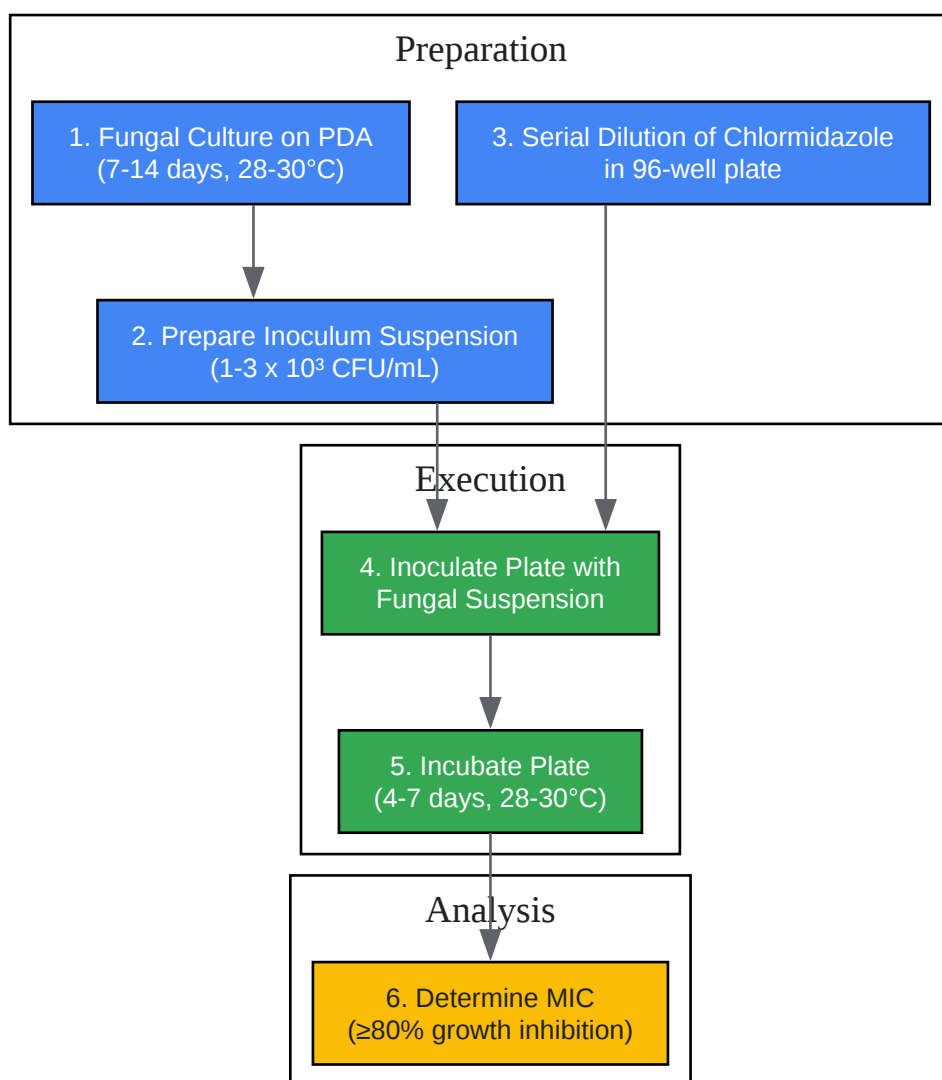 Preparation
1. Fungal Culture on PDA
(7-14 days, 28-30°C)
3. Serial Dilution of Chlormidazole
in 96-well plate
2. Prepare Inoculum Suspension
(1-3 x 10³ CFU/mL)
Execution
4. Inoculate Plate with
Fungal Suspension
5. Incubate Plate
(4-7 days, 28-30°C)
Analysis
6. Determine MIC
(≥80% growth inhibition)